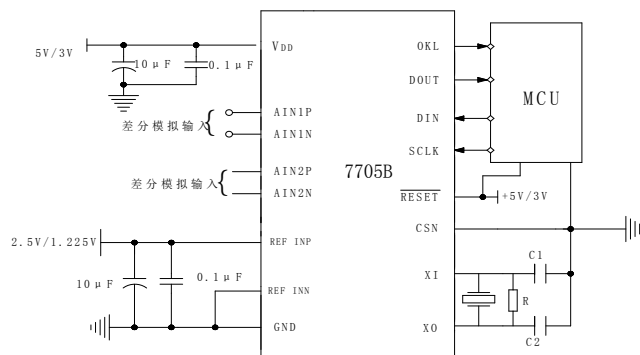 5V/3V
10μF
0.1μF
VDD
差分模拟输入
AIN1P
AIN1N
差分模拟输入
AIN2P
AIN2N
2.5V/1.225V
REF INP
10μF
0.1μF
REF INN
GND
7705B
OKL
DOUT
DIN
SCLK
RESET
CSN
XI
XO
MCU
+5V/3V
C1
R
C2